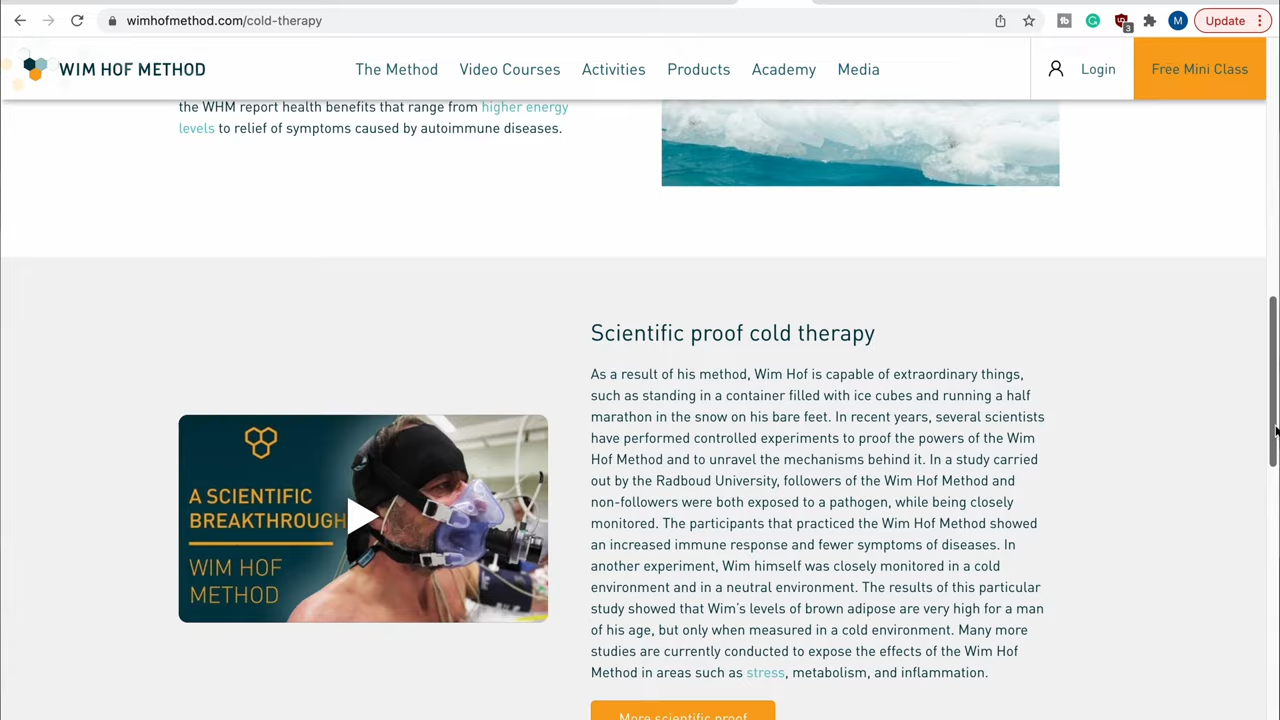 wimhofmethod.com/cold-therapy
tb
3
M
Update
WIM HOF METHOD
The Method
Video Courses
Activities
Products
Academy
Media
Login
Free Mini Class
the WHM report health benefits that range from higher energy
levels to relief of symptoms caused by autoimmune diseases.
Scientific proof cold therapy
As a result of his method, Wim Hof is capable of extraordinary things,
such as standing in a container filled with ice cubes and running a half
marathon in the snow on his bare feet. In recent years, several scientists
have performed controlled experiments to proof the powers of the Wim
Hof Method and to unravel the mechanisms behind it. In a study carried
out by the Radboud University, followers of the Wim Hof Method and
non-followers were both exposed to a pathogen, while being closely
monitored. The participants that practiced the Wim Hof Method showed
an increased immune response and fewer symptoms of diseases. In
another experiment, Wim himself was closely monitored in a cold
environment and in a neutral environment. The results of this particular
study showed that Wim’s levels of brown adipose are very high for a man
of his age, but only when measured in a cold environment. Many more
studies are currently conducted to expose the effects of the Wim Hof
Method in areas such as stress, metabolism, and inflammation.
A SCIENTIFIC
BREAKTHROUGH
WIM HOF
METHOD
More scientific proof